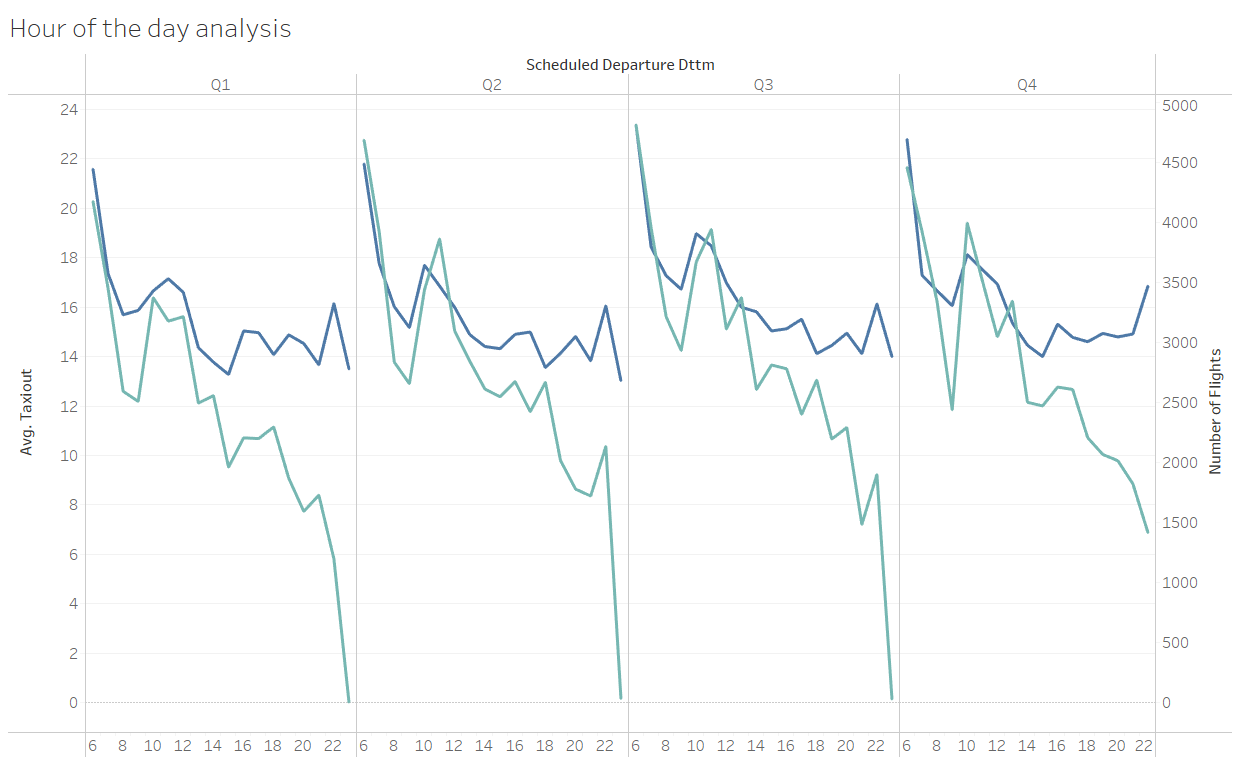 Hour of the day analysis
Scheduled Departure Dttm
Q1 Q2 Q3 Q4
24 5000
22 4500
20 4000
18 3500
16 3000
14 2500
12 2000
10 1500
8 1000
6 500
4 0
2
0
Avg. Taxiout
Number of Flights
6 8 10 12 14 16 18 20 22 6 8 10 12 14 16 18 20 22 6 8 10 12 14 16 18 20 22 6 8 10 12 14 16 18 20 22